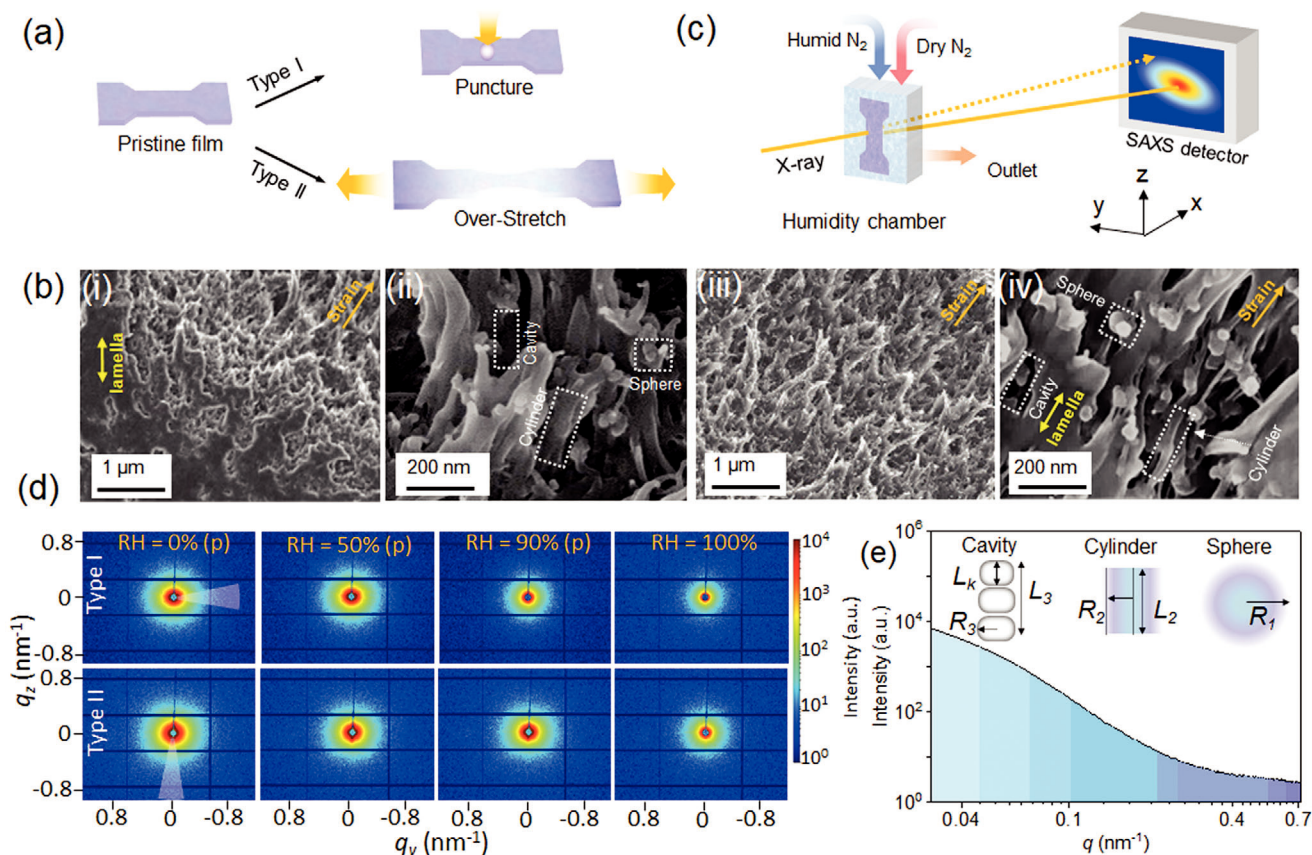 (a)
Type I
Puncture
Pristine film
Type II
Over-Stretch
(c)
Humid N2
Dry N2
X-ray
Outlet
Humidity chamber
SAXS detector
z
y
x
(b)
(i)
Strain
lamella
1 µm
(ii)
Cavity
Sphere
Cylinder
200 nm
(iii)
Strain
1 µm
(iv)
Sphere
Strain
Cavity
lamella
Cylinder
200 nm
(d)
RH = 0% (p)
RH = 50% (p)
RH = 90% (p)
RH = 100%
Type I
Type II
0.8
0
-0.8
0.8
0
-0.8
qz (nm-1)
0.8 0 -0.8
0.8 0 -0.8
0.8 0 -0.8
0.8 0 -0.8
qy (nm-1)
10^4
10^3
10^2
10^1
10^0
Intensity (a.u.)
(e)
Cavity
Cylinder
Sphere
Lk
L3
R3
R2
L2
R1
10^6
10^4
10^2
10^0
Intensity (a.u.)
0.04 0.1 0.4 0.7
q (nm-1)